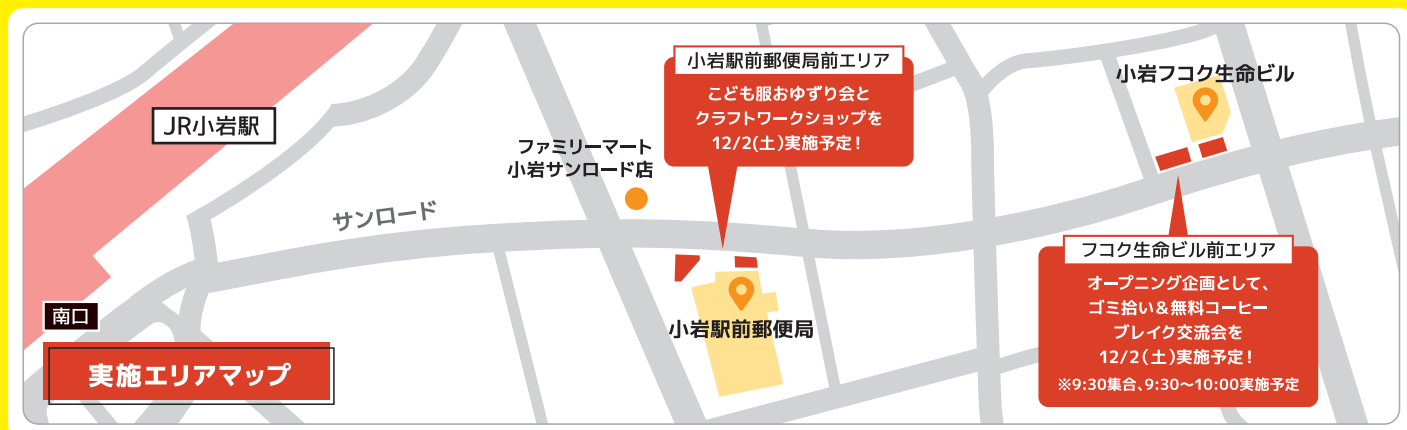 JR小岩駅
南口
実施エリアマップ
サンロード
ファミリーマート
小岩サンロード店
小岩駅前郵便局前エリア
こども服おゆずり会と
クラフトワークショップを
12/2(土)実施予定!
小岩駅前郵便局
小岩フコク生命ビル
フコク生命ビル前エリア
オープニング企画として、
ゴミ拾い&無料コーヒー
ブレイク交流会を
12/2(土)実施予定!
※9:30集合、9:30〜10:00実施予定